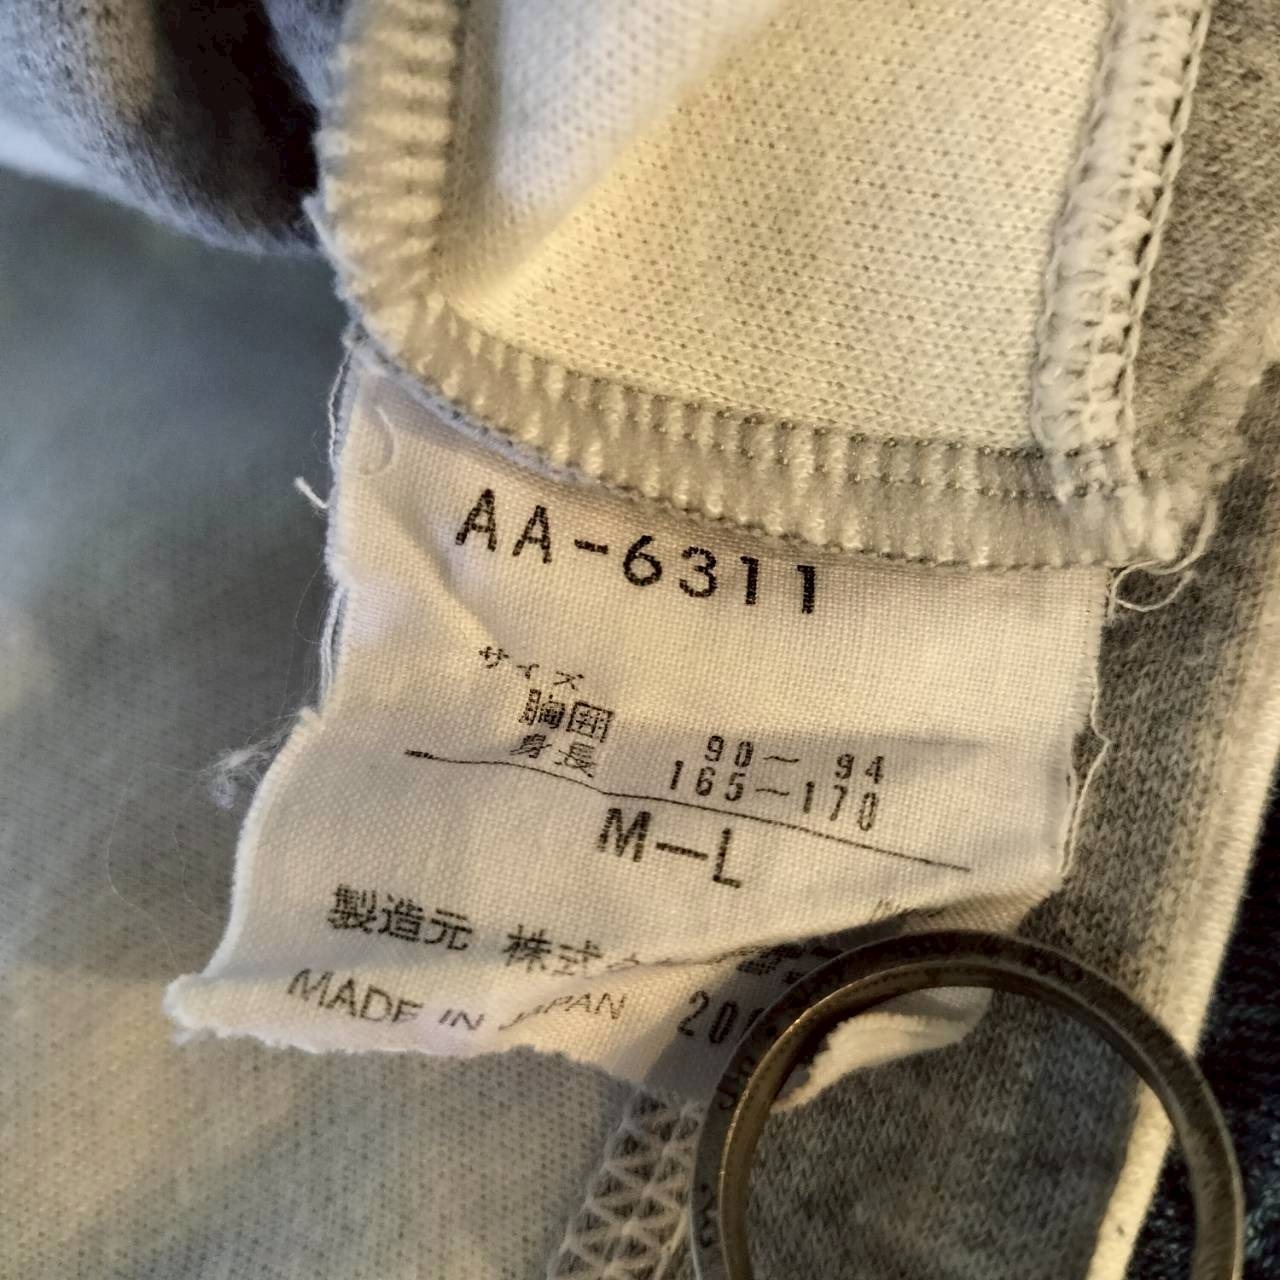 AA-6311
サイズ
胸囲 90〜94
身長 165〜170
M—L
製造元 株式
MADE IN JAPAN